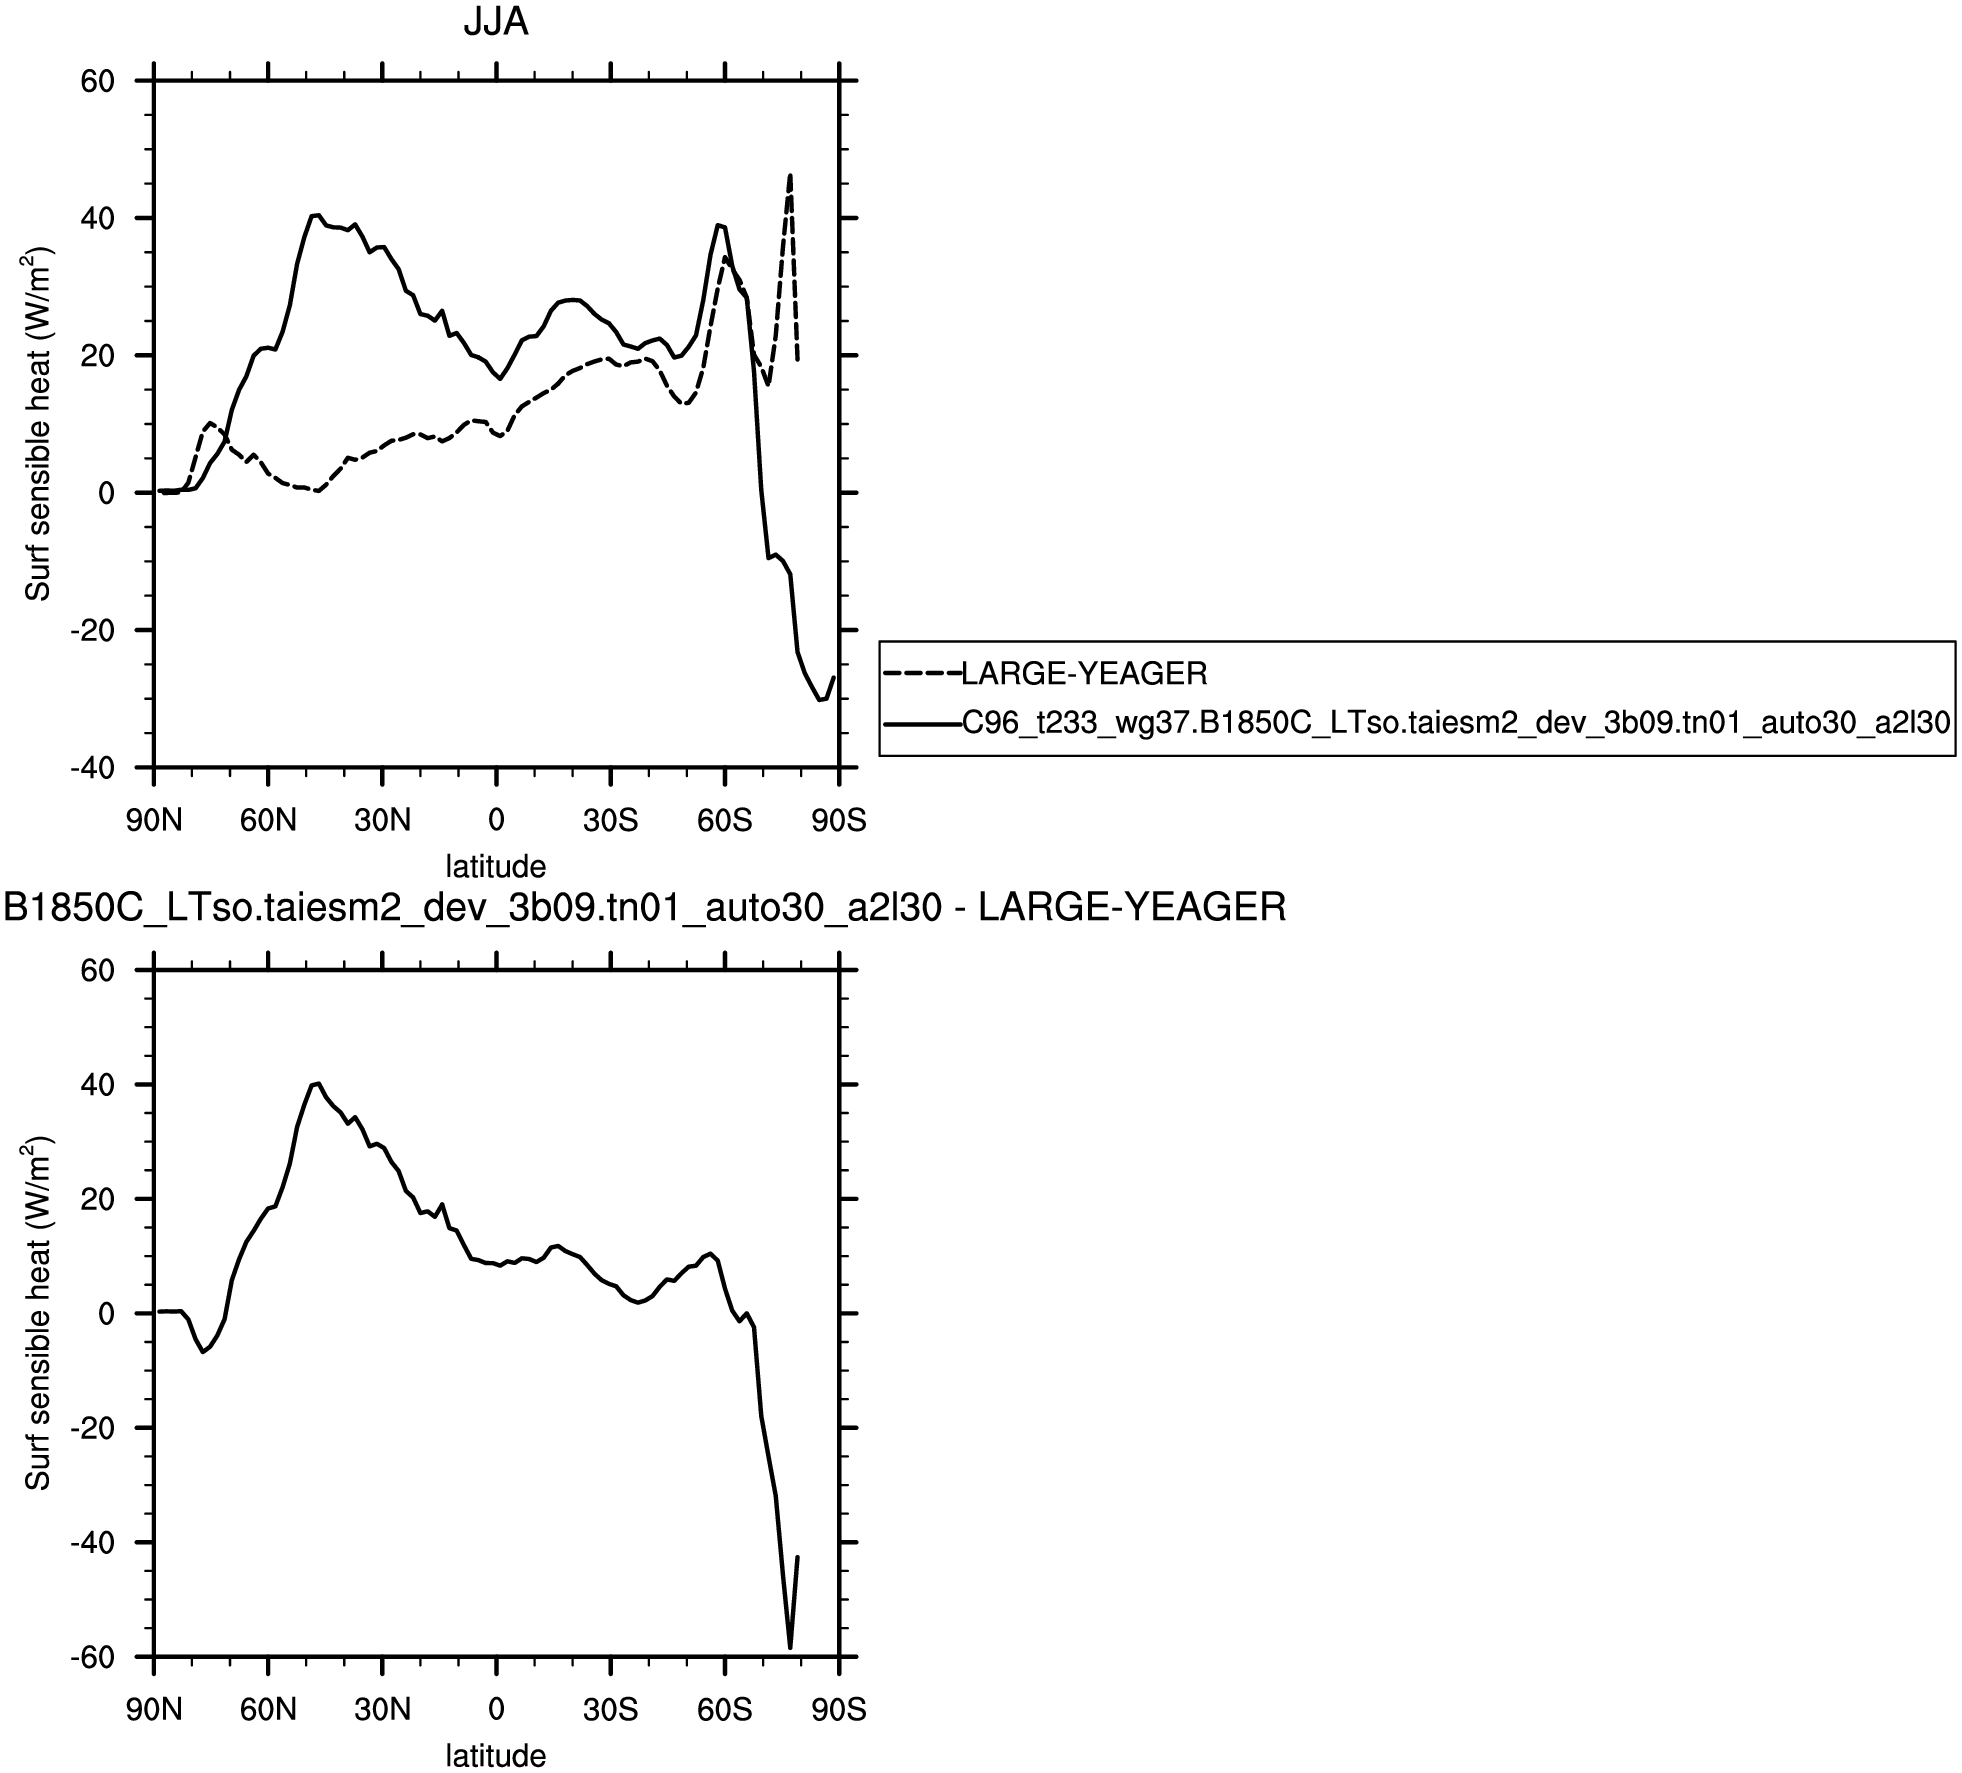 JJA
60
40
20
0
-20
-40
Surf sensible heat (W/m2)
90N 60N 30N 0 30S 60S 90S
latitude
LARGE-YEAGER
C96_t233_wg37.B1850C_LTso.taiesm2_dev_3b09.tn01_auto30_a2l30
B1850C_LTso.taiesm2_dev_3b09.tn01_auto30_a2l30 - LARGE-YEAGER
60
40
20
0
-20
-40
-60
Surf sensible heat (W/m2)
90N 60N 30N 0 30S 60S 90S
latitude